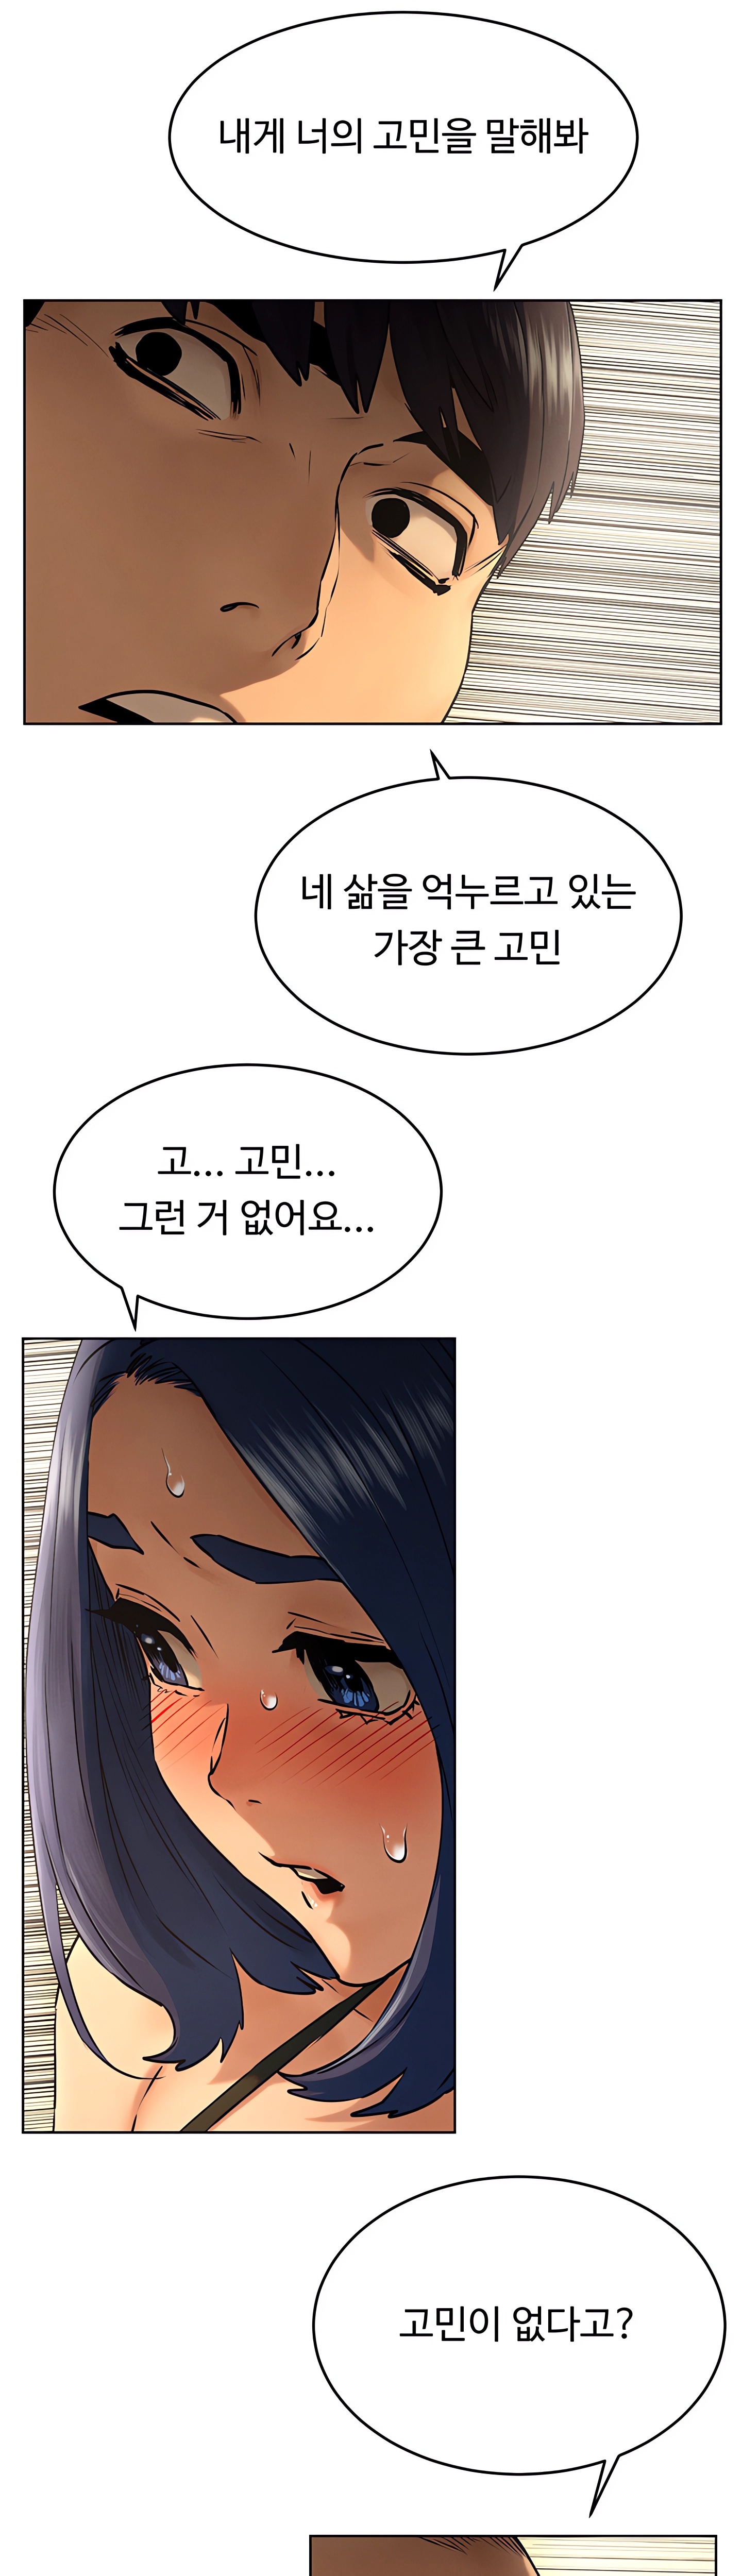 내게 너의 고민을 말해봐
네 삶을 억누르고 있는
가장 큰 고민
고... 고민...
그런 거 없어요...
고민이 없다고?